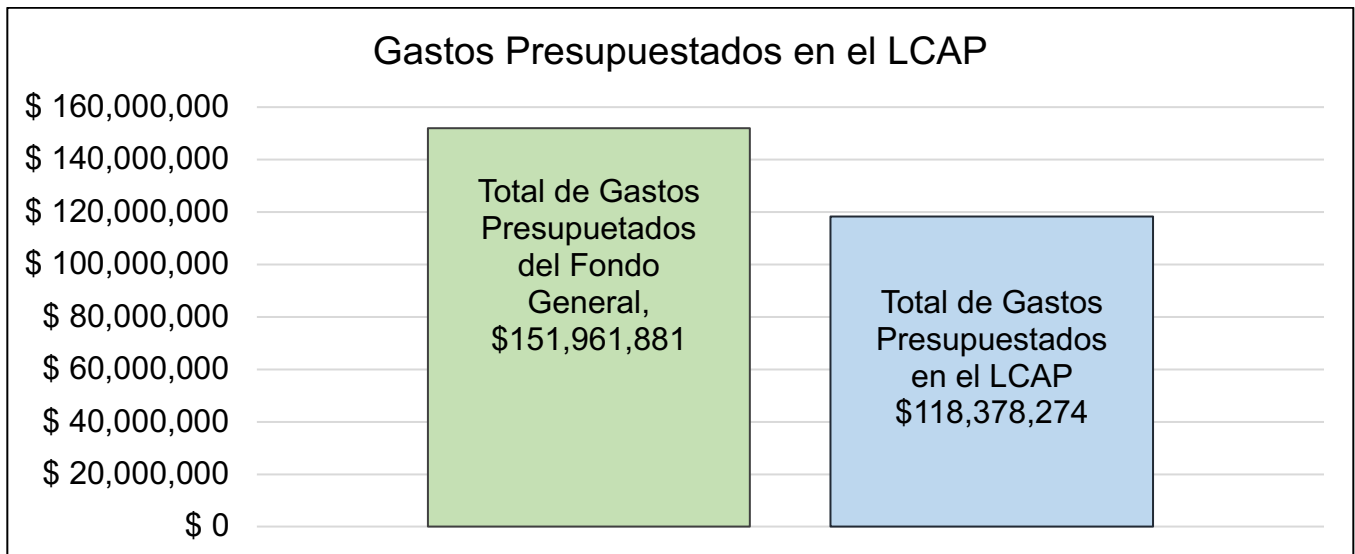 Gastos Presupuestados en el LCAP
$ 160,000,000
$ 140,000,000
$ 120,000,000
$ 100,000,000
$ 80,000,000
$ 60,000,000
$ 40,000,000
$ 20,000,000
$ 0
Total de Gastos
Presupuetados
del Fondo
General,
$151,961,881
Total de Gastos
Presupuestados
en el LCAP
$118,378,274